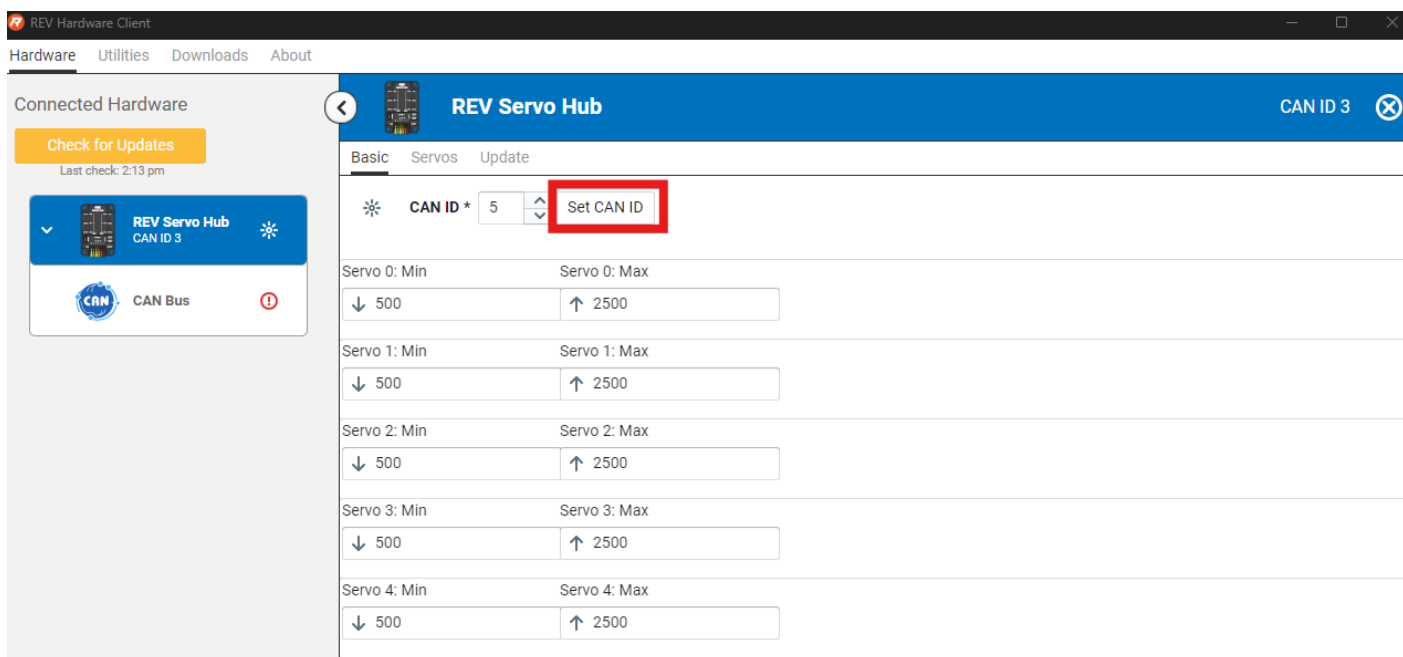 REV Hardware Client
Hardware Utilities Downloads About
Connected Hardware
Check for Updates
Last check: 2:13 pm
REV Servo Hub
CAN ID 3
CAN
CAN Bus
REV Servo Hub
CAN ID 3
Basic Servos Update
CAN ID * 5 Set CAN ID
Servo 0: Min Servo 0: Max
500 2500
Servo 1: Min Servo 1: Max
500 2500
Servo 2: Min Servo 2: Max
500 2500
Servo 3: Min Servo 3: Max
500 2500
Servo 4: Min Servo 4: Max
500 2500